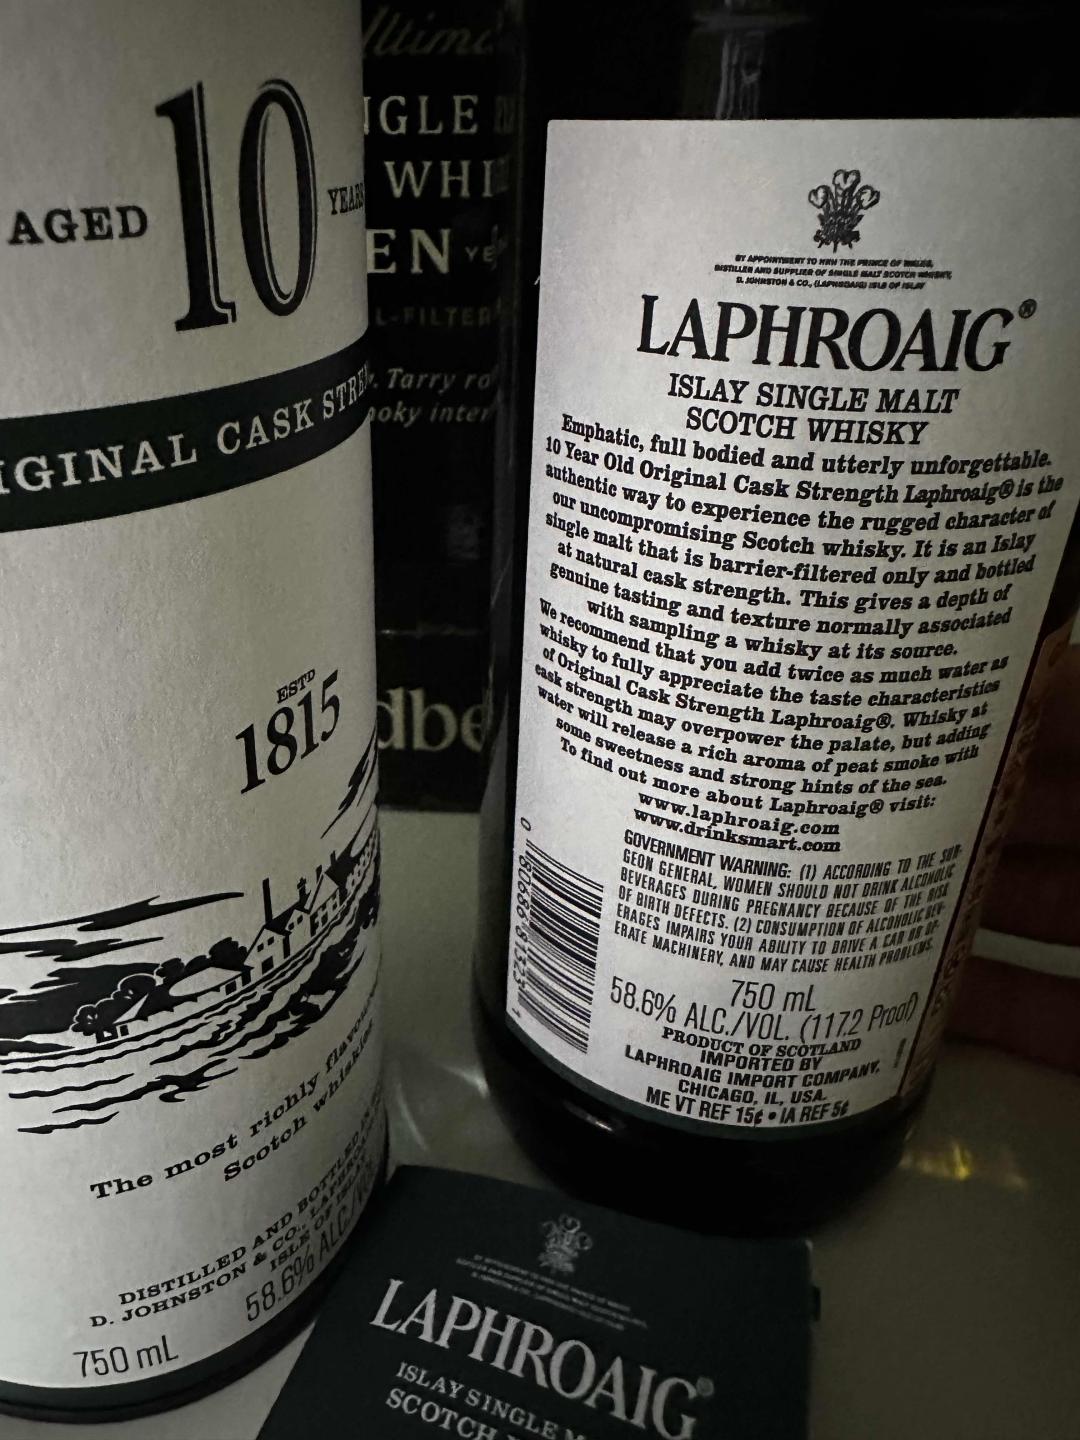 AGED 10 YEARS
IGINAL CASK STREN
ESTD
1815
The most richly flavour
Scotch whiskies
DISTILLED AND BOTTLED
D. JOHNSTON & CO., LAPHROAIG
ISLE OF ISLAY
58.6% ALC./VOL
750 mL
NGLE
WHI
EN
L-FILTER
Tarry ro
oky inter
dbe
BY APPOINTMENT TO HRH THE PRINCE OF WALES,
DISTILLER AND SUPPLIER OF SINGLE MALT SCOTCH WHISKY,
D. JOHNSTON & CO., (LAPHROAIG) ISLE OF ISLAY
LAPHROAIG®
ISLAY SINGLE MALT
SCOTCH WHISKY
Emphatic, full bodied and utterly unforgettable.
10 Year Old Original Cask Strength Laphroaig® is the
authentic way to experience the rugged character of
our uncompromising Scotch whisky. It is an Islay
single malt that is barrier-filtered only and bottled
at natural cask strength. This gives a depth of
genuine tasting and texture normally associated
with sampling a whisky at its source.
We recommend that you add twice as much water as
whisky to fully appreciate the taste characteristics
of Original Cask Strength Laphroaig®. Whisky at
cask strength may overpower the palate, but adding
water will release a rich aroma of peat smoke with
some sweetness and strong hints of the sea.
To find out more about Laphroaig® visit:
www.laphroaig.com
www.drinksmart.com
GOVERNMENT WARNING: (1) ACCORDING TO THE SUR-
GEON GENERAL, WOMEN SHOULD NOT DRINK ALCOHOLIC
BEVERAGES DURING PREGNANCY BECAUSE OF THE RISK
OF BIRTH DEFECTS. (2) CONSUMPTION OF ALCOHOLIC BEV-
ERAGES IMPAIRS YOUR ABILITY TO DRIVE A CAR OR OP-
ERATE MACHINERY, AND MAY CAUSE HEALTH PROBLEMS.
0 80686 81323 1
750 mL
58.6% ALC./VOL. (117.2 Proof)
PRODUCT OF SCOTLAND
IMPORTED BY
LAPHROAIG IMPORT COMPANY,
CHICAGO, IL, USA.
ME VT REF 15¢ • IA REF 5¢
LAPHROAIG®
ISLAY SINGLE M
SCOTCH